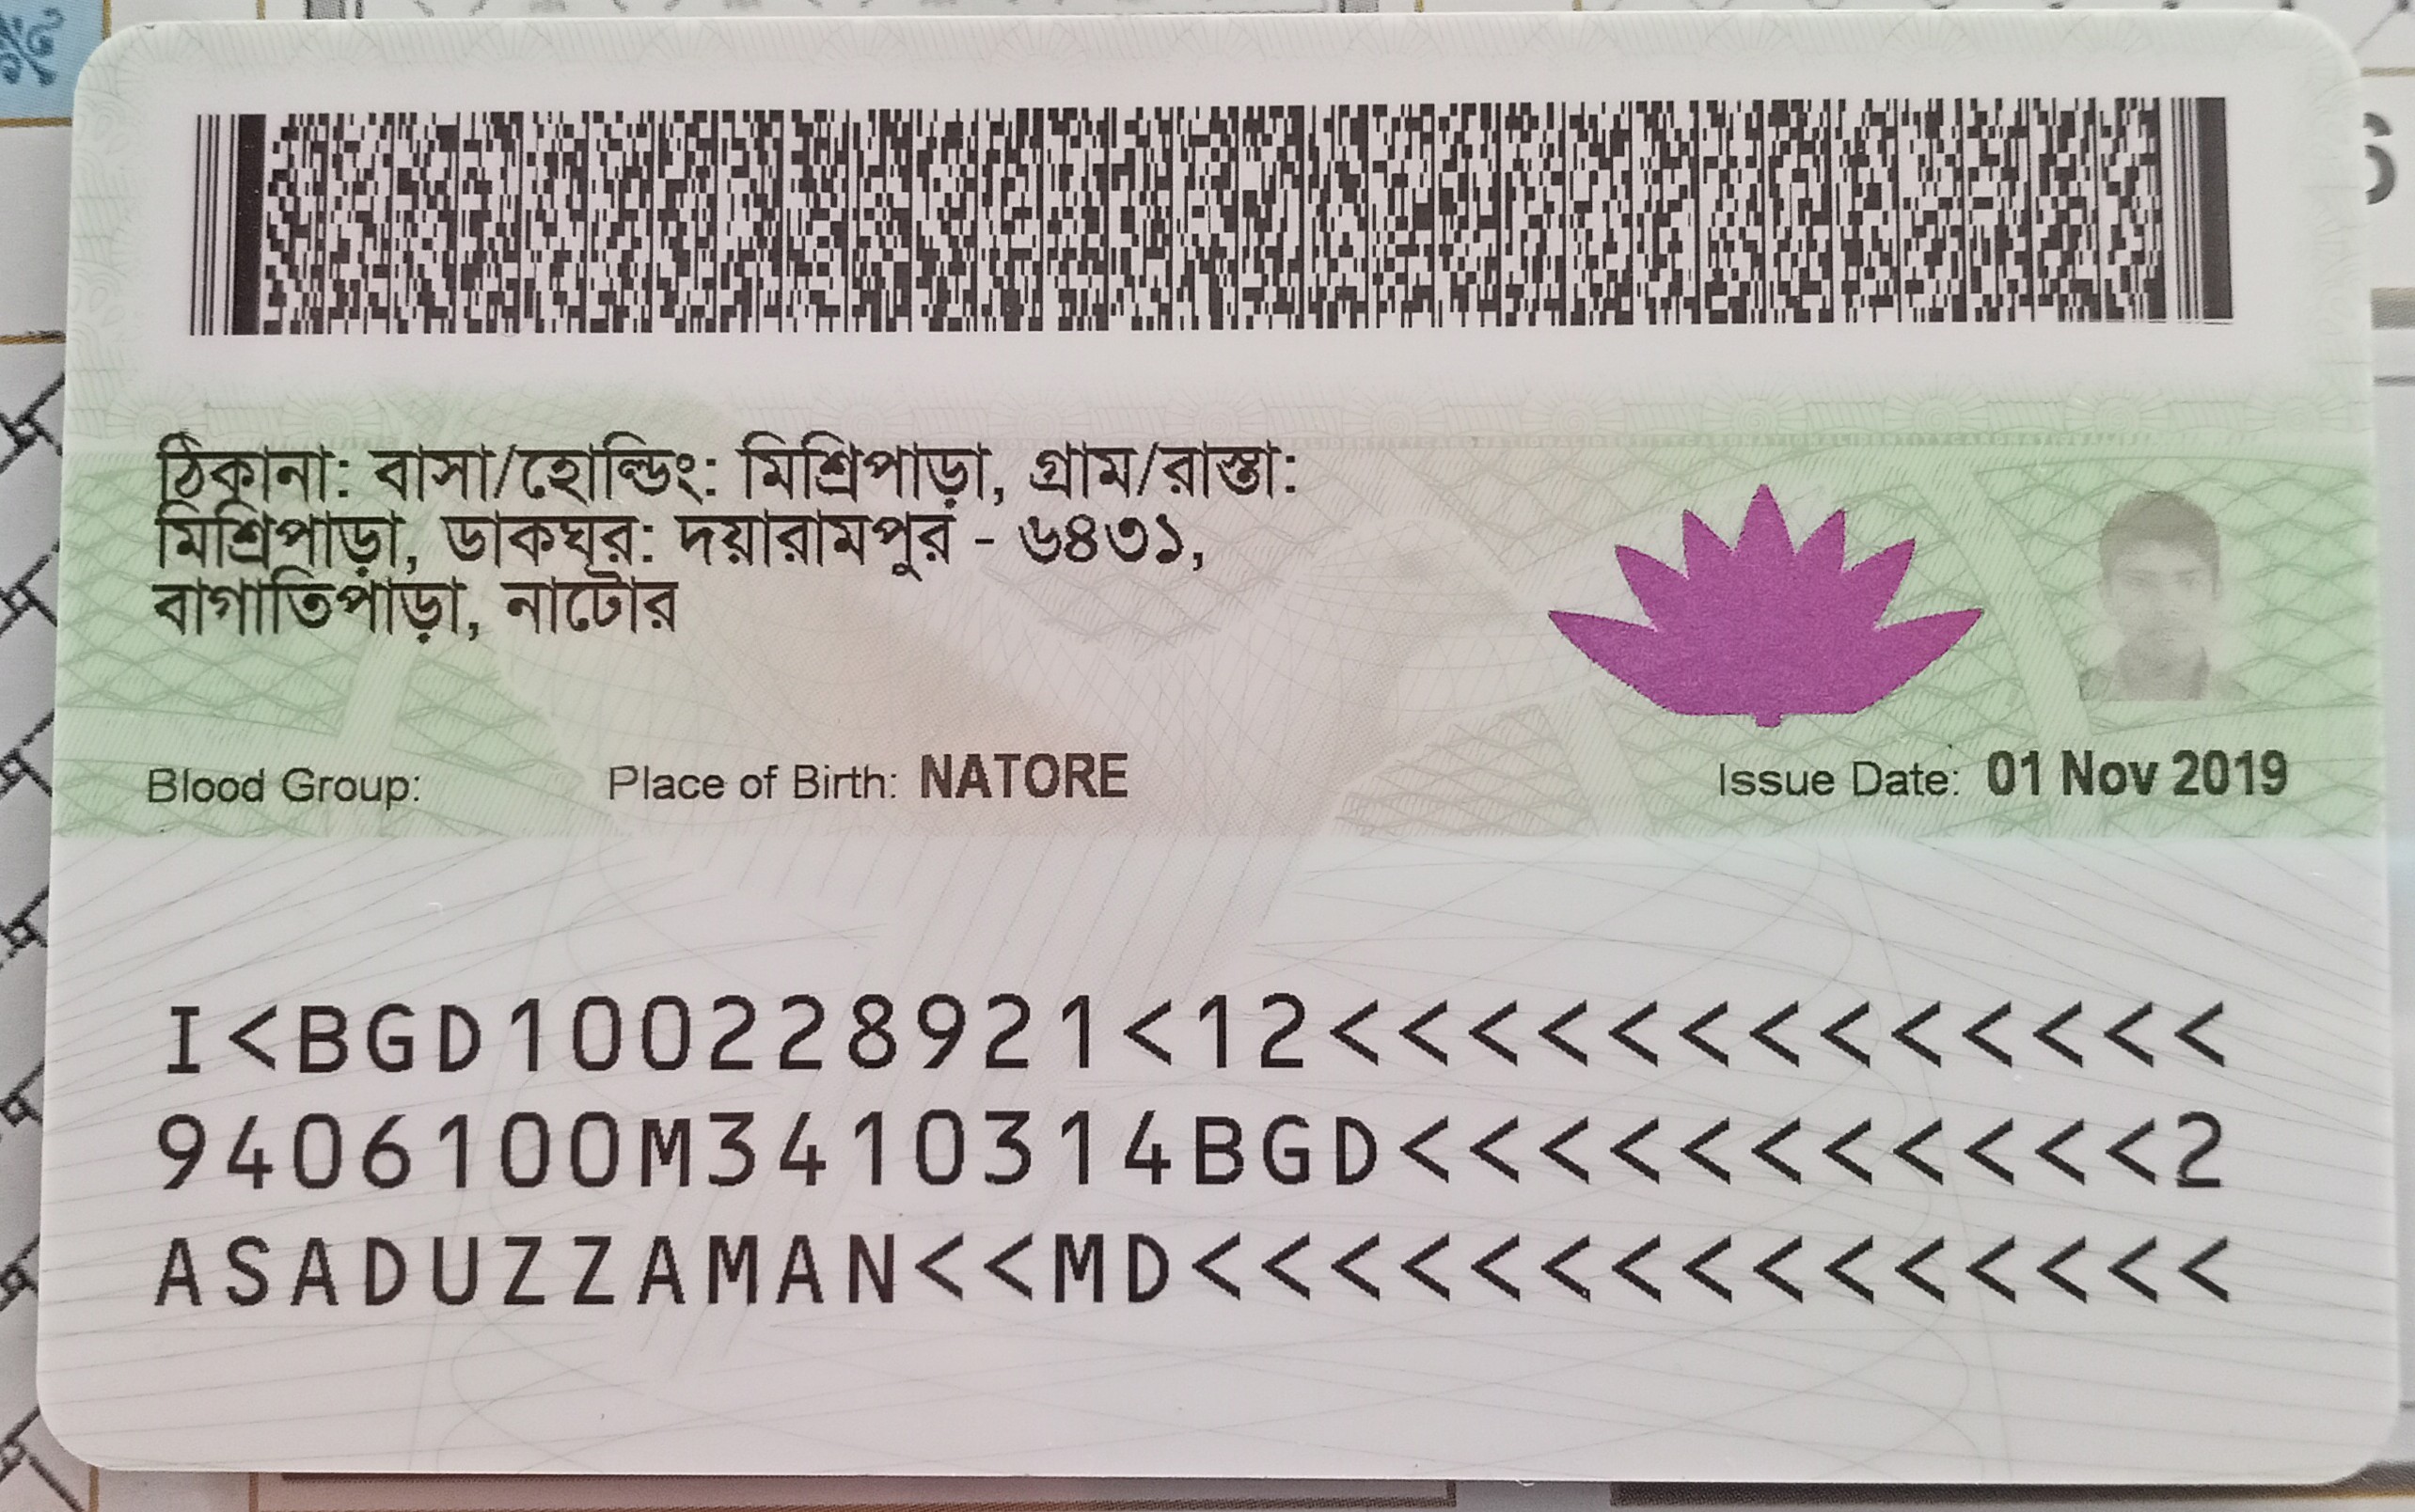 ঠিকানা: বাসা/হোল্ডিং: মিশ্রিপাড়া, গ্রাম/রাস্তা:
মিশ্রিপাড়া, ডাকঘর: দয়ারামপুর - ৬৪৩১,
বাগাতিপাড়া, নাটোর
Blood Group: Place of Birth: NATORE Issue Date: 01 Nov 2019
I<BGD100228921<12<<<<<<<<<<<<<
9406100M3410314BGD<<<<<<<<<<<2
ASADUZZAMAN<<MD<<<<<<<<<<<<<<<